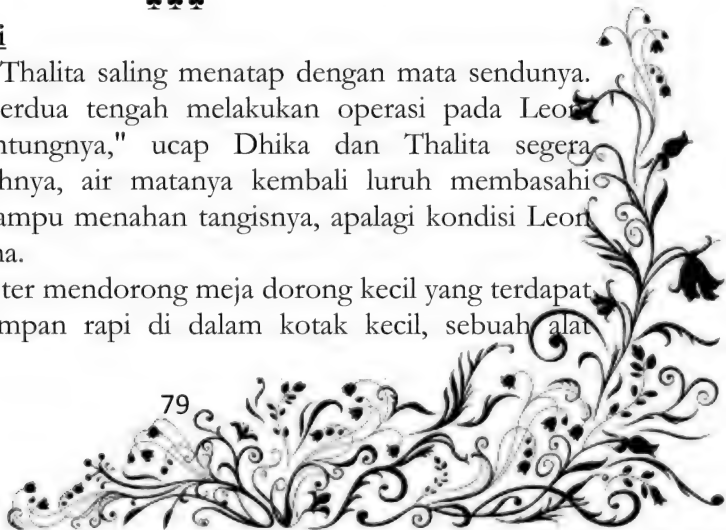 ♣♣♣
i
Thalita saling menatap dengan mata sendunya.
erdua tengah melakukan operasi pada Leon
ntungnya," ucap Dhika dan Thalita segera
hnya, air matanya kembali luruh membasahi
ampu menahan tangisnya, apalagi kondisi Leon
na.
ter mendorong meja dorong kecil yang terdapat
mpan rapi di dalam kotak kecil, sebuah alat
79